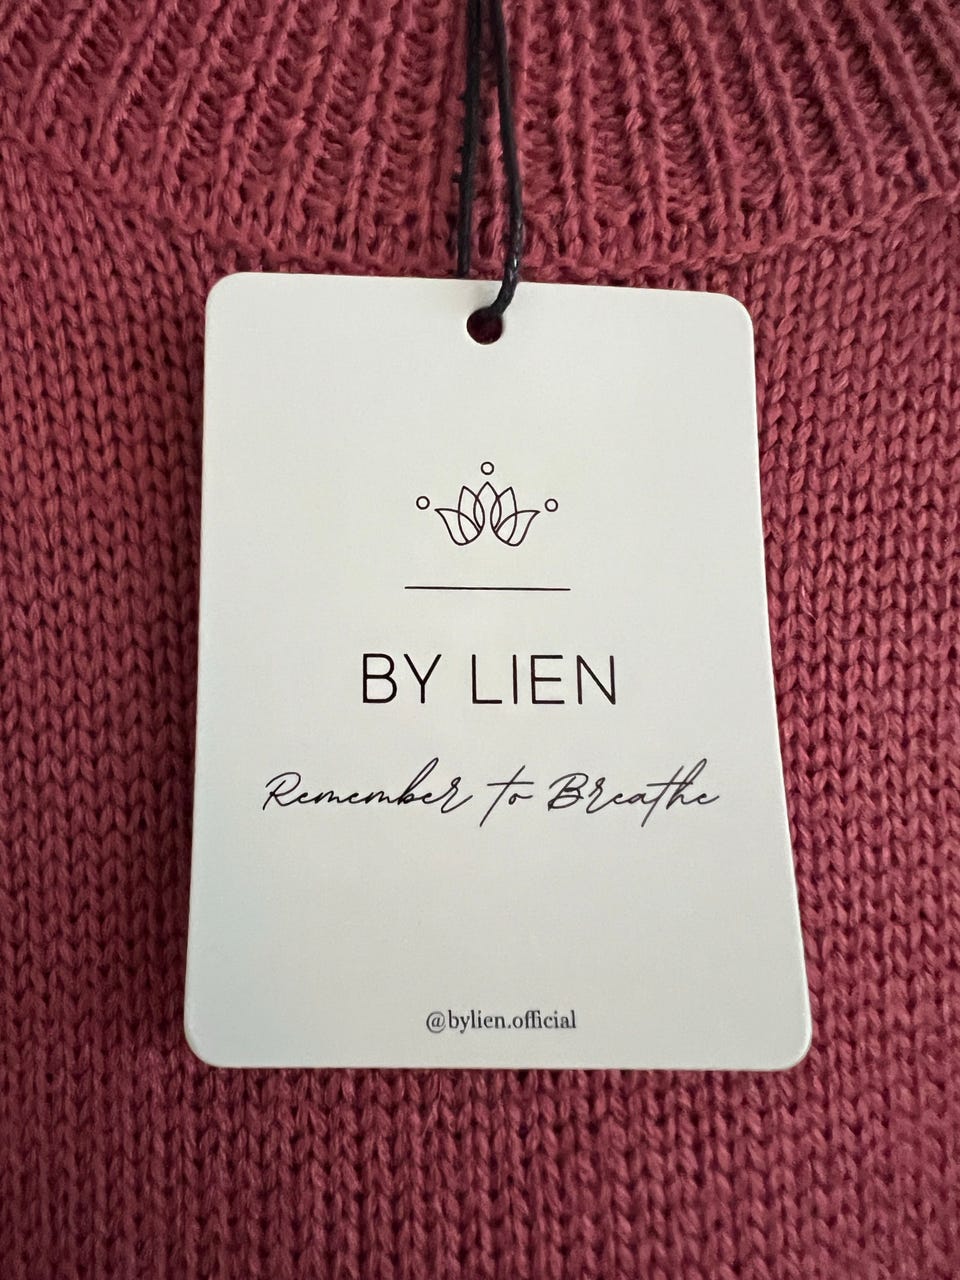 BY LIEN
Remember to Breathe
@bylien.official